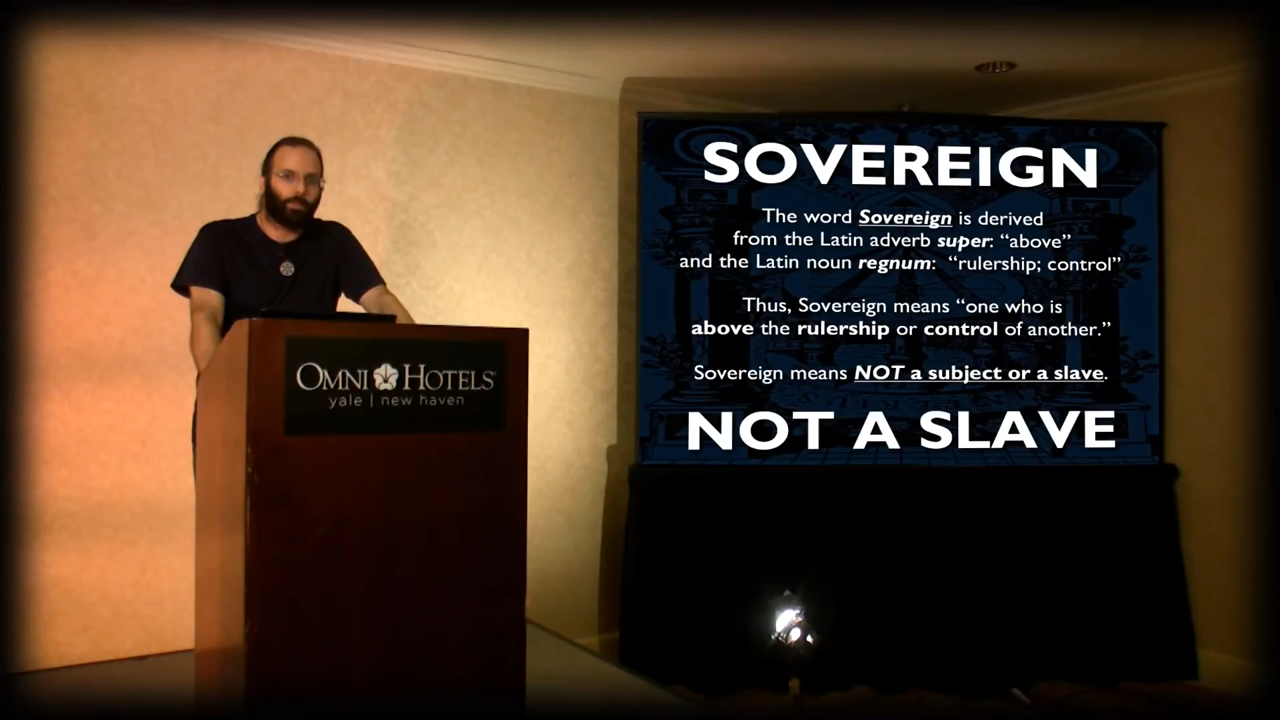 OMNI HOTELS
yale | new haven
SOVEREIGN
The word Sovereign is derived
from the Latin adverb super: “above”
and the Latin noun regnum: “rulership; control”
Thus, Sovereign means “one who is
above the rulership or control of another.”
Sovereign means NOT a subject or a slave.
NOT A SLAVE